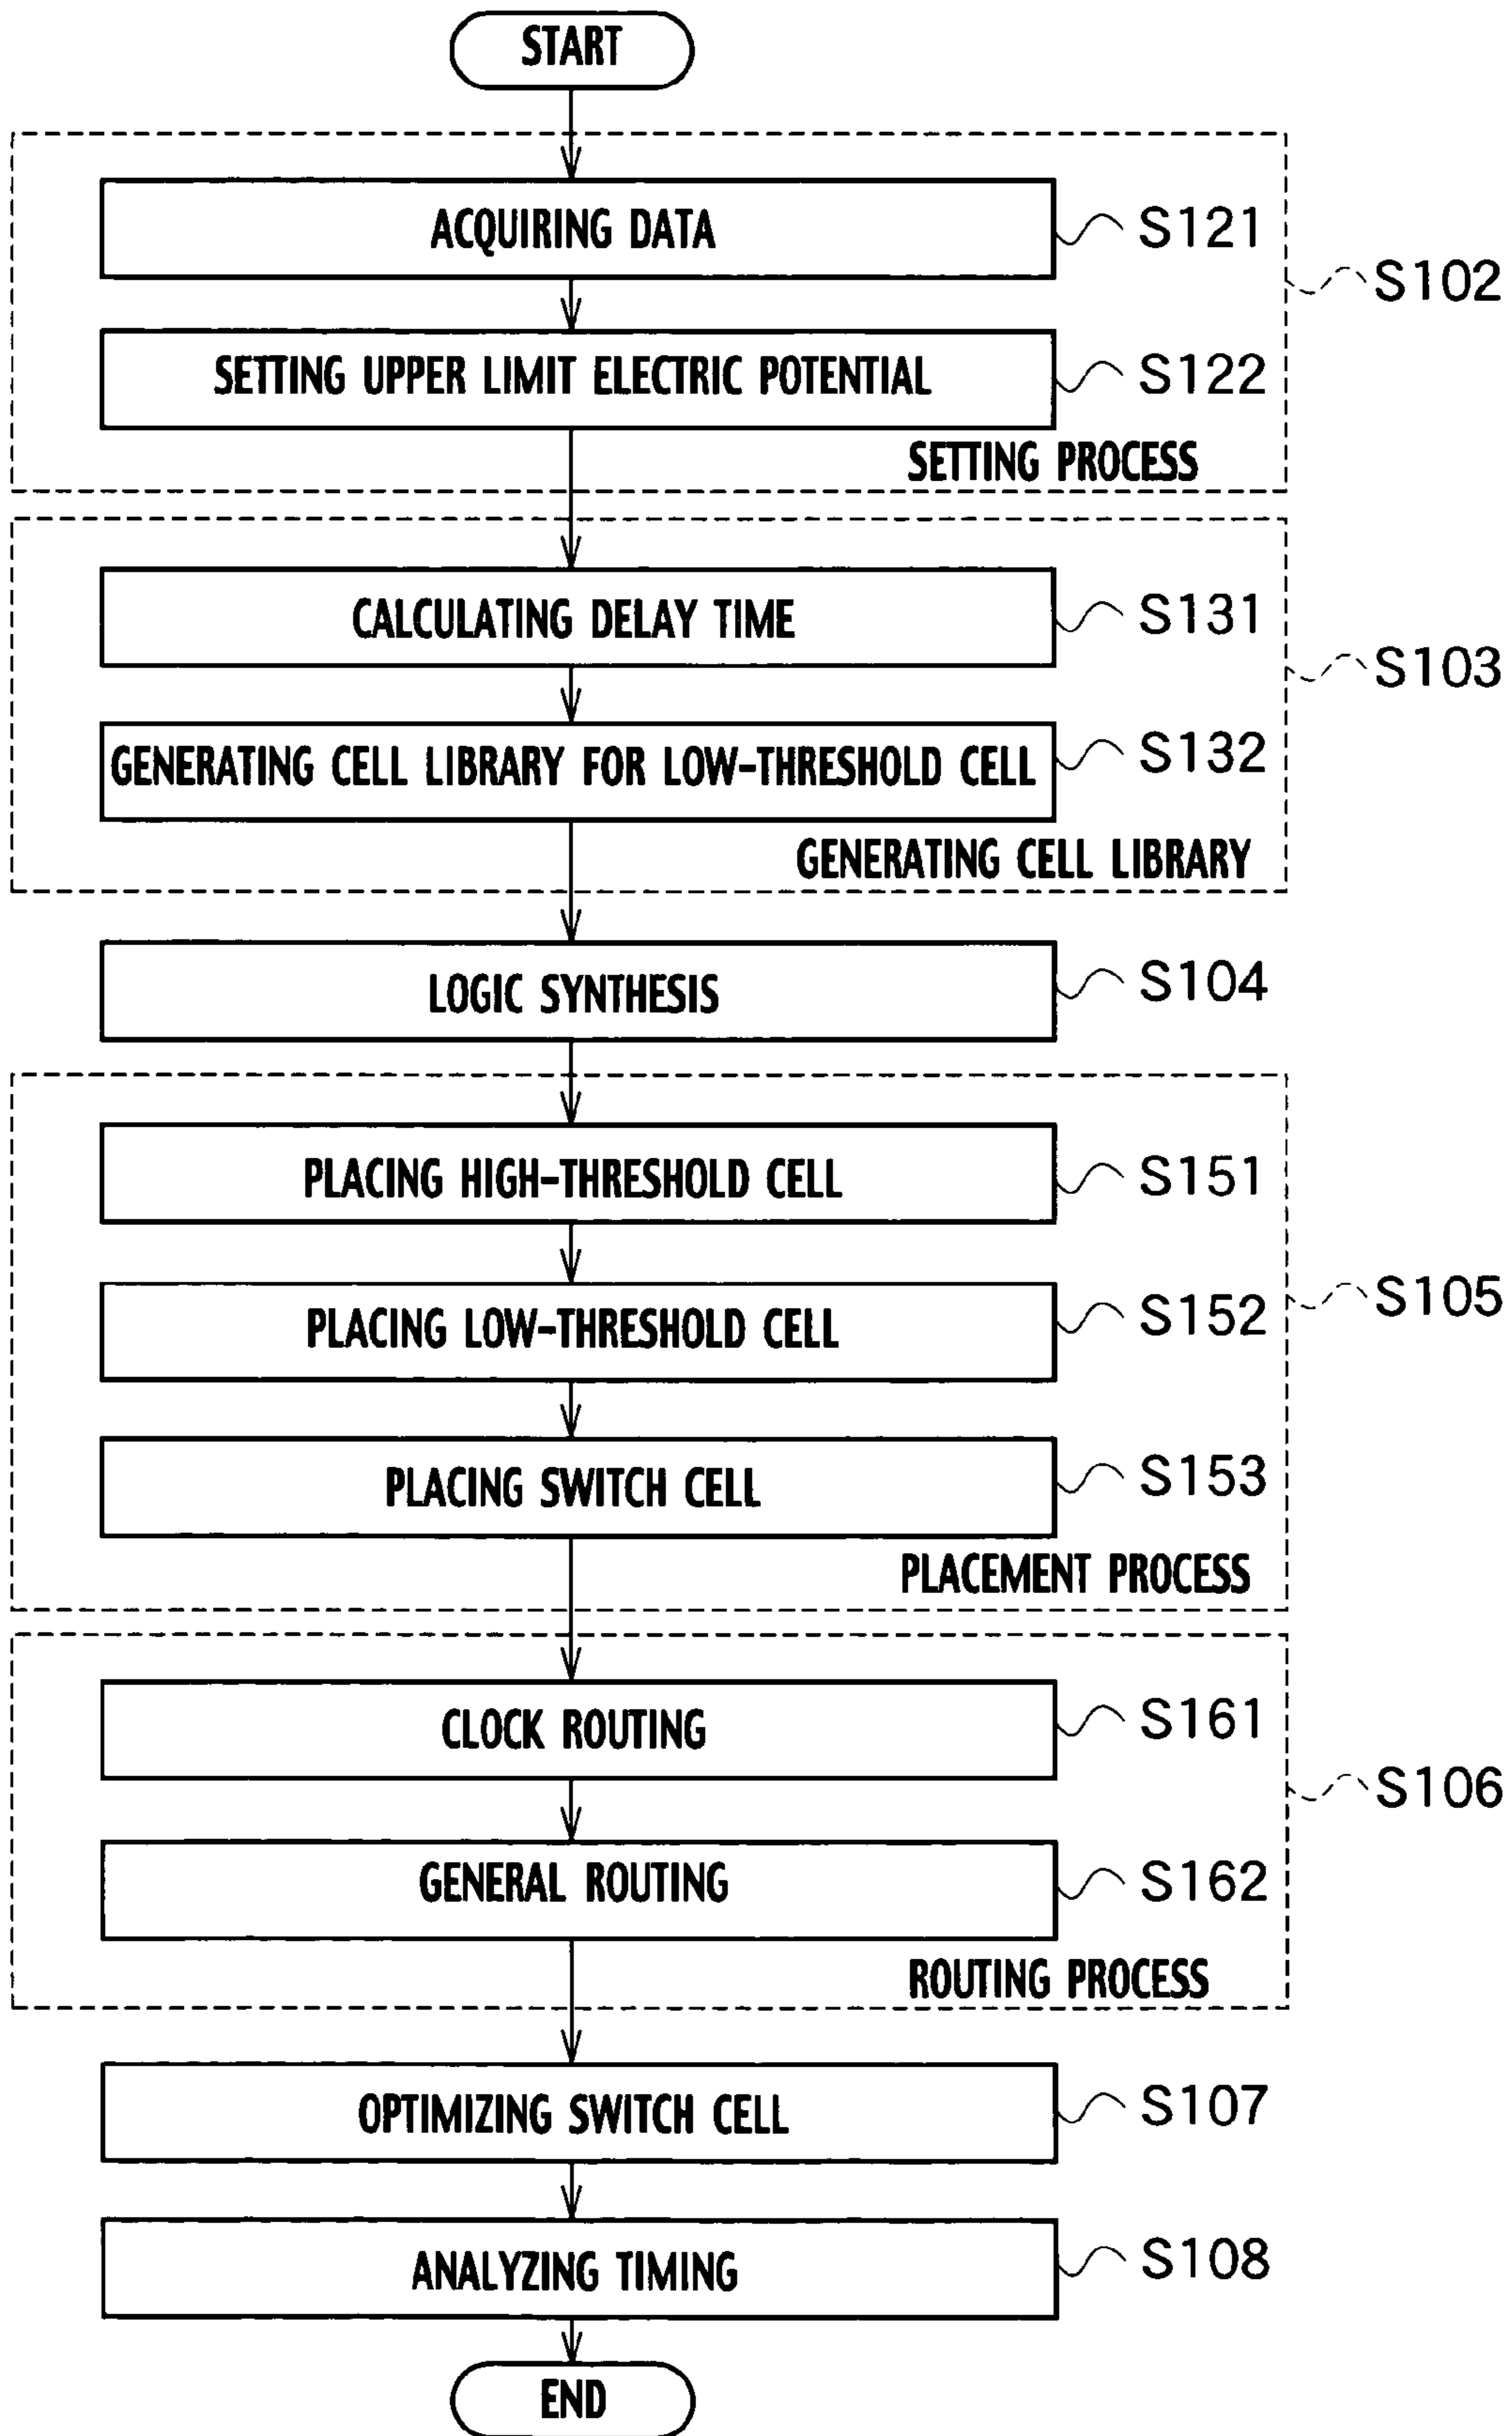 START
ACQUIRING DATA
S121
S102
SETTING UPPER LIMIT ELECTRIC POTENTIAL
S122
SETTING PROCESS
CALCULATING DELAY TIME
S131
S103
GENERATING CELL LIBRARY FOR LOW-THRESHOLD CELL
S132
GENERATING CELL LIBRARY
LOGIC SYNTHESIS
S104
PLACING HIGH-THRESHOLD CELL
S151
PLACING LOW-THRESHOLD CELL
S152
S105
PLACING SWITCH CELL
S153
PLACEMENT PROCESS
CLOCK ROUTING
S161
S106
GENERAL ROUTING
S162
ROUTING PROCESS
OPTIMIZING SWITCH CELL
S107
ANALYZING TIMING
S108
END